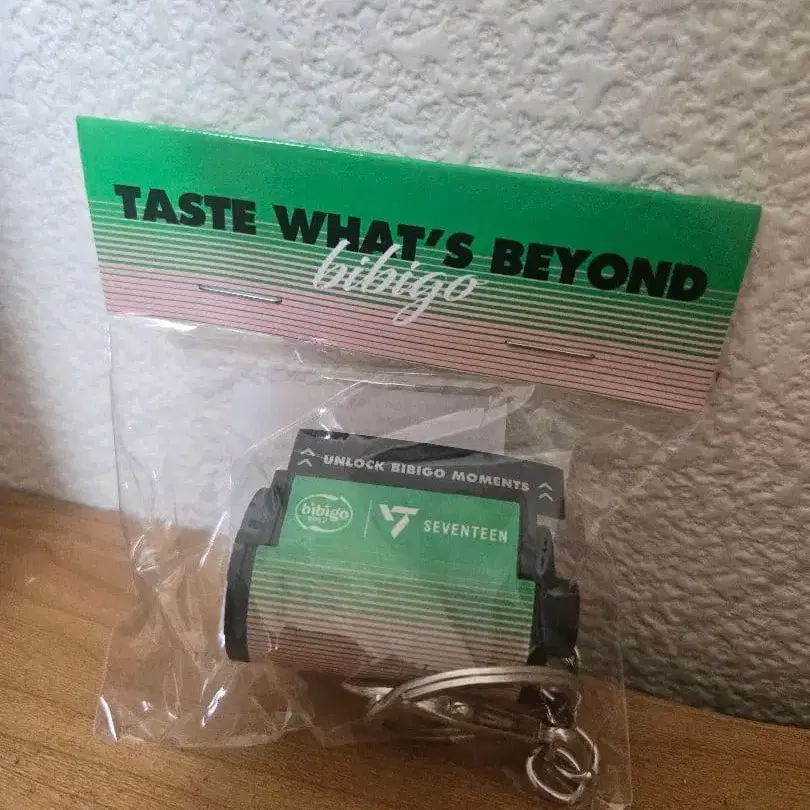 TASTE WHAT'S BEYOND
bibigo
UNLOCK BIBIGO MOMENTS
bibigo
SEVENTEEN